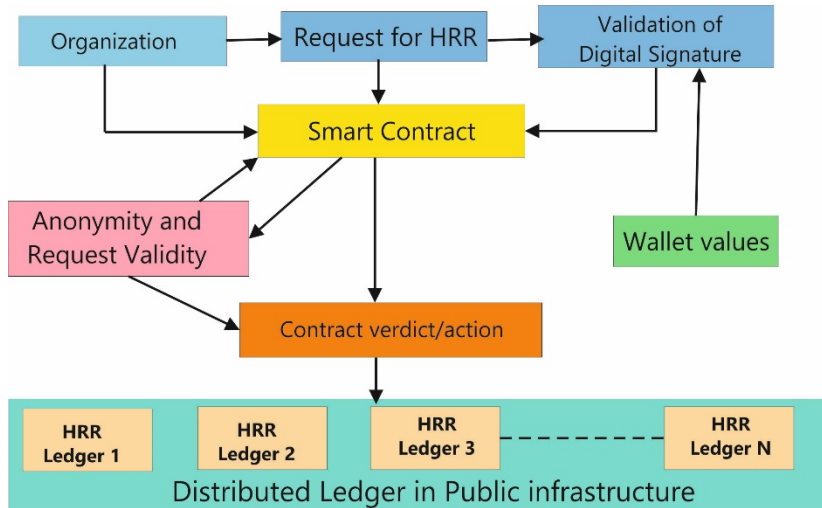 Organization
Request for HRR
Validation of
Digital Signature
Smart Contract
Anonymity and
Request Validity
Wallet values
Contract verdict/action
HRR
Ledger 1
HRR
Ledger 2
HRR
Ledger 3
HRR
Ledger N
Distributed Ledger in Public infrastructure